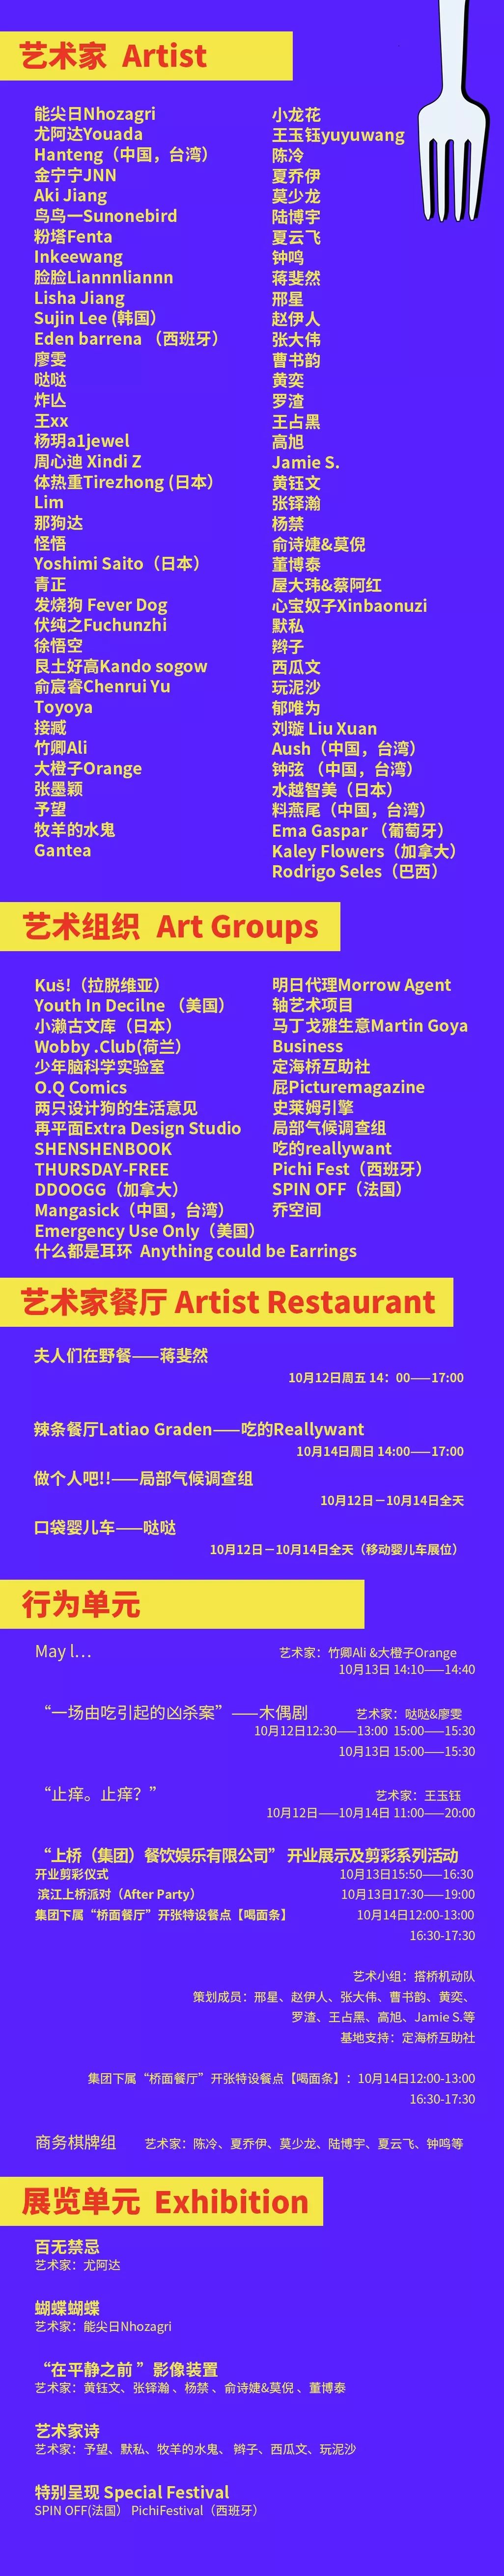 艺术家 Artist
能尖日Nhozagri
尤阿达Youada
Hanteng（中国，台湾）
金宁宁JNN
Aki Jiang
鸟鸟一Sunonebird
粉塔Fenta
Inkeewang
脸脸Liannnliannn
Lisha Jiang
Sujin Lee (韩国）
Eden barrena （西班牙）
廖雯
哒哒
炸亾
王xx
杨玥a1jewel
周心迪 Xindi Z
体热重Tirezhong (日本）
Lim
那狗达
怪悟
Yoshimi Saito（日本）
青正
发烧狗 Fever Dog
伏纯之Fuchunzhi
徐悟空
艮土好高Kando sogow
俞宸睿Chenrui Yu
Toyoya
接臧
竹卿Ali
大橙子Orange
张墨颖
予望
牧羊的水鬼
Gantea
小龙花
王玉钰yuyuwang
陈冷
夏乔伊
莫少龙
陆博宇
夏云飞
钟鸣
蒋斐然
邢星
赵伊人
张大伟
曹书韵
黄奕
罗渣
王占黑
高旭
Jamie S.
黄钰文
张铎瀚
杨禁
俞诗婕&莫倪
董博泰
屋大玮&蔡阿红
心宝奴子Xinbaonuzi
默私
辫子
西瓜文
玩泥沙
郁唯为
刘璇 Liu Xuan
Aush（中国，台湾）
钟弦 （中国，台湾）
水越智美（日本）
料燕尾（中国，台湾）
Ema Gaspar （葡萄牙）
Kaley Flowers（加拿大）
Rodrigo Seles（巴西）
艺术组织 Art Groups
Kuš!（拉脱维亚）
Youth In Decilne （美国）
小濑古文库（日本）
Wobby .Club(荷兰）
少年脑科学实验室
O.Q Comics
两只设计狗的生活意见
再平面Extra Design Studio
SHENSHENBOOK
THURSDAY-FREE
DDOOGG（加拿大）
Mangasick（中国，台湾）
Emergency Use Only（美国）
什么都是耳环 Anything could be Earrings
明日代理Morrow Agent
轴艺术项目
马丁戈雅生意Martin Goya
Business
定海桥互助社
屁Picturemagazine
史莱姆引擎
局部气候调查组
吃的reallywant
Pichi Fest（西班牙）
SPIN OFF（法国）
乔空间
艺术家餐厅 Artist Restaurant
夫人们在野餐——蒋斐然
10月12日周五 14：00——17:00
辣条餐厅Latiao Graden——吃的Reallywant
10月14日周日 14:00——17:00
做个人吧!!——局部气候调查组
10月12日－10月14日全天
口袋婴儿车——哒哒
10月12日－10月14日全天（移动婴儿车展位）
行为单元
May l…
艺术家：竹卿Ali &大橙子Orange
10月13日 14:10——14:40
“一场由吃引起的凶杀案”——木偶剧 艺术家：哒哒&廖雯
10月12日12:30——13:00 15:00——15:30
10月13日 15:00——15:30
“止痒。止痒？” 艺术家：王玉钰
10月12日——10月14日 11:00——20:00
“上桥（集团）餐饮娱乐有限公司” 开业展示及剪彩系列活动
开业剪彩仪式 10月13日15:50——16:30
滨江上桥派对（After Party） 10月13日17:30——19:00
集团下属“桥面餐厅”开张特设餐点【喝面条】 10月14日12:00-13:00
16:30-17:30
艺术小组：搭桥机动队
策划成员：邢星、赵伊人、张大伟、曹书韵、黄奕、
罗渣、王占黑、高旭、Jamie S.等
基地支持：定海桥互助社
集团下属“桥面餐厅”开张特设餐点【喝面条】：10月14日12:00-13:00
16:30-17:30
商务棋牌组 艺术家：陈冷、夏乔伊、莫少龙、陆博宇、夏云飞、钟鸣等
展览单元 Exhibition
百无禁忌
艺术家：尤阿达
蝴蝶蝴蝶
艺术家：能尖日Nhozagri
“在平静之前 ”影像装置
艺术家：黄钰文、张铎瀚 、杨禁 、俞诗婕&莫倪 、董博泰
艺术家诗
艺术家：予望、默私、牧羊的水鬼、 辫子、西瓜文、玩泥沙
特别呈现 Special Festival
SPIN OFF(法国） PichiFestival（西班牙）